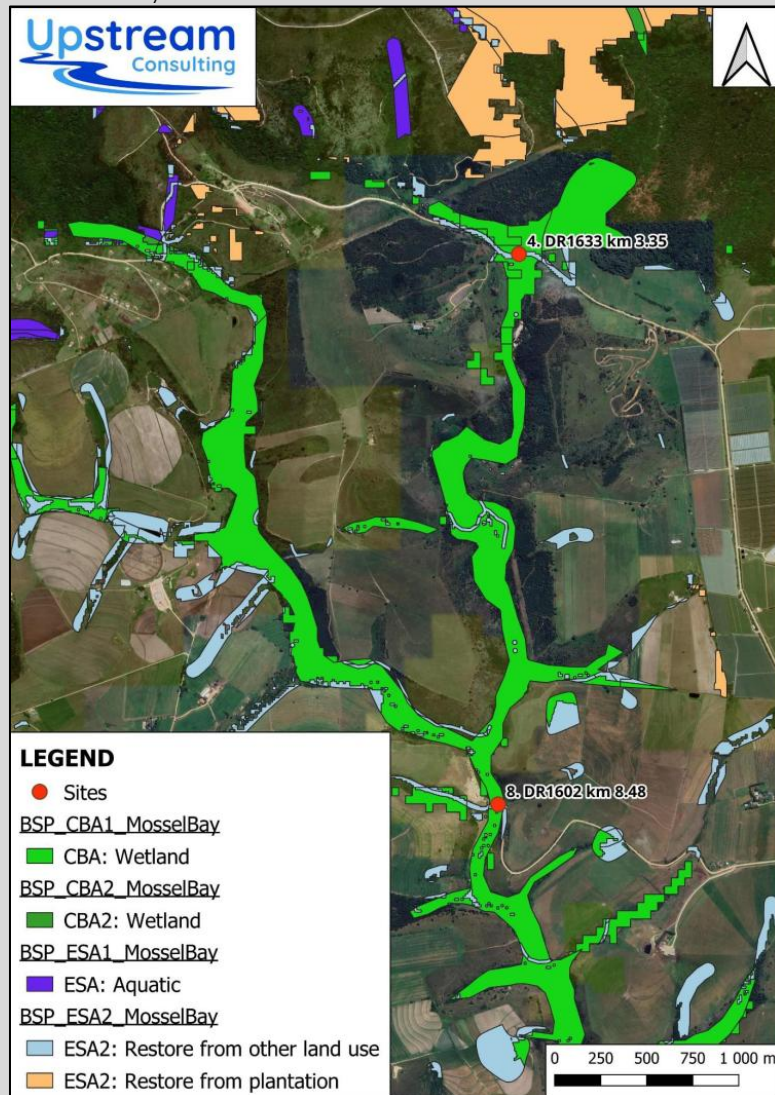 Upstream
Consulting
4. DR1633 km 3.35
8. DR1602 km 8.48
LEGEND
Sites
BSP_CBA1_MosselBay
CBA: Wetland
BSP_CBA2_MosselBay
CBA2: Wetland
BSP_ESA1_MosselBay
ESA: Aquatic
BSP_ESA2_MosselBay
ESA2: Restore from other land use
ESA2: Restore from plantation
0 250 500 750 1 000 m